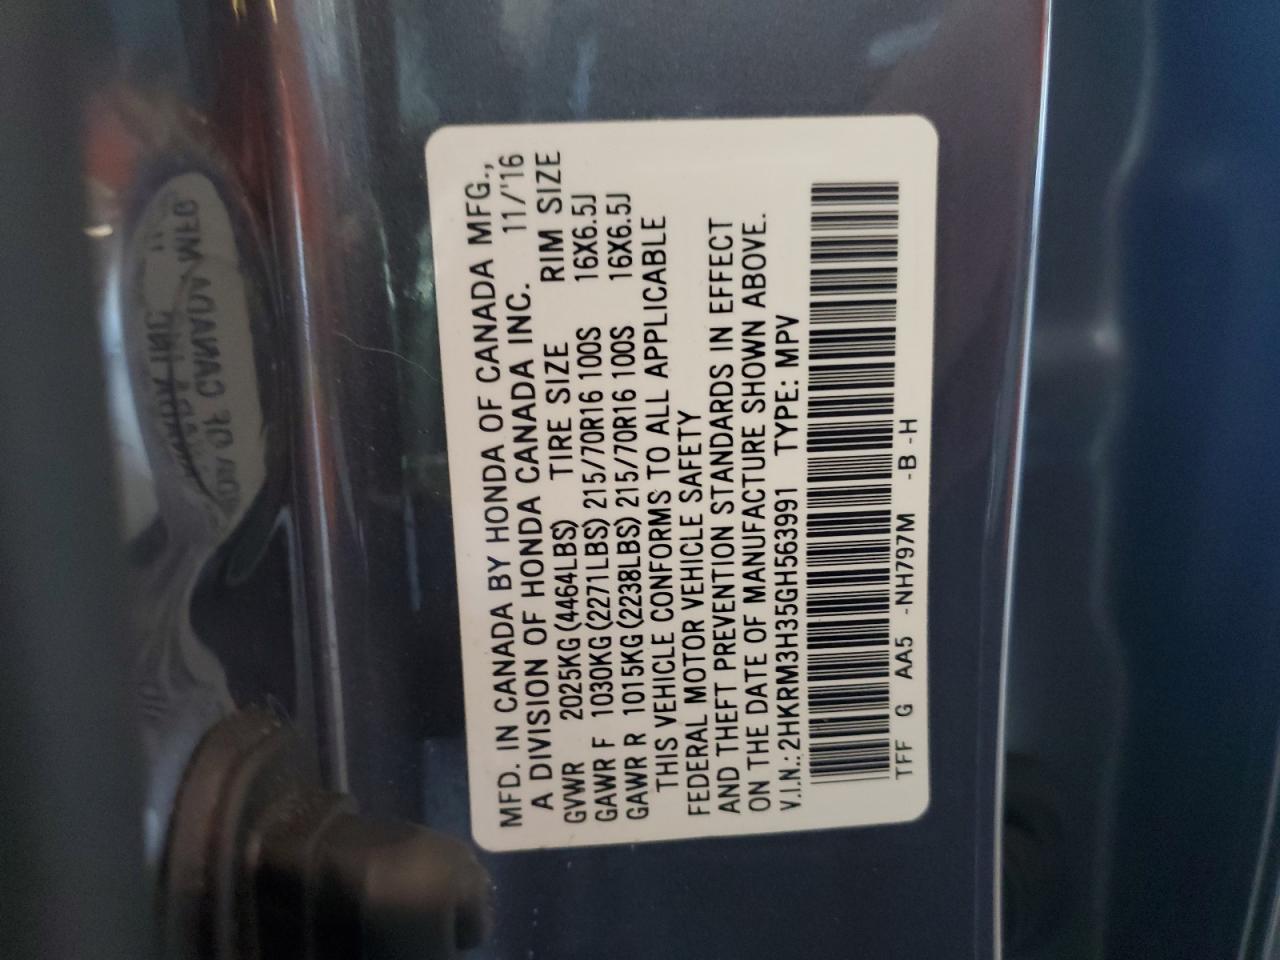 MFD. IN CANADA BY HONDA OF CANADA MFG.,
A DIVISION OF HONDA CANADA INC. 11/'16
GVWR 2025KG (4464LBS) TIRE SIZE RIM SIZE
GAWR F 1030KG (2271LBS) 215/70R16 100S 16X6.5J
GAWR R 1015KG (2238LBS) 215/70R16 100S 16X6.5J
THIS VEHICLE CONFORMS TO ALL APPLICABLE
FEDERAL MOTOR VEHICLE SAFETY
AND THEFT PREVENTION STANDARDS IN EFFECT
ON THE DATE OF MANUFACTURE SHOWN ABOVE.
V.I.N.: 2HKRM3H35GH563991 TYPE: MPV
TFF G AA5 -NH797M -B -H